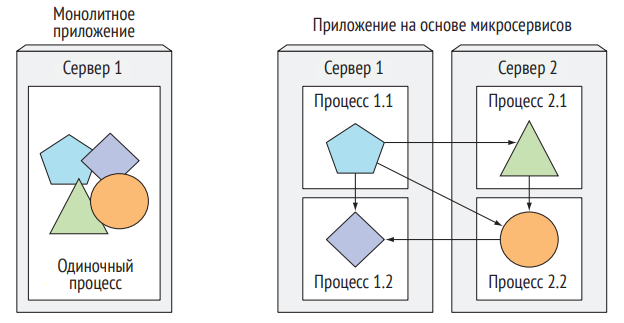 Монолитное
приложение
Сервер 1
Одиночный
процесс
Приложение на основе микросервисов
Сервер 1
Сервер 2
Процесс 1.1
Процесс 2.1
Процесс 1.2
Процесс 2.2